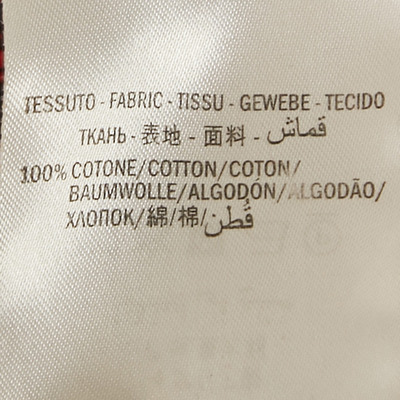 TESSUTO - FABRIC - TISSU - GEWEBE - TECIDO
ТКАНЬ - 表地 - 面料 - قماش
100% COTONE/COTTON/COTON/
BAUMWOLLE/ALGODÓN/ALGODÃO/
ХЛОПОК/綿/棉/قُطن